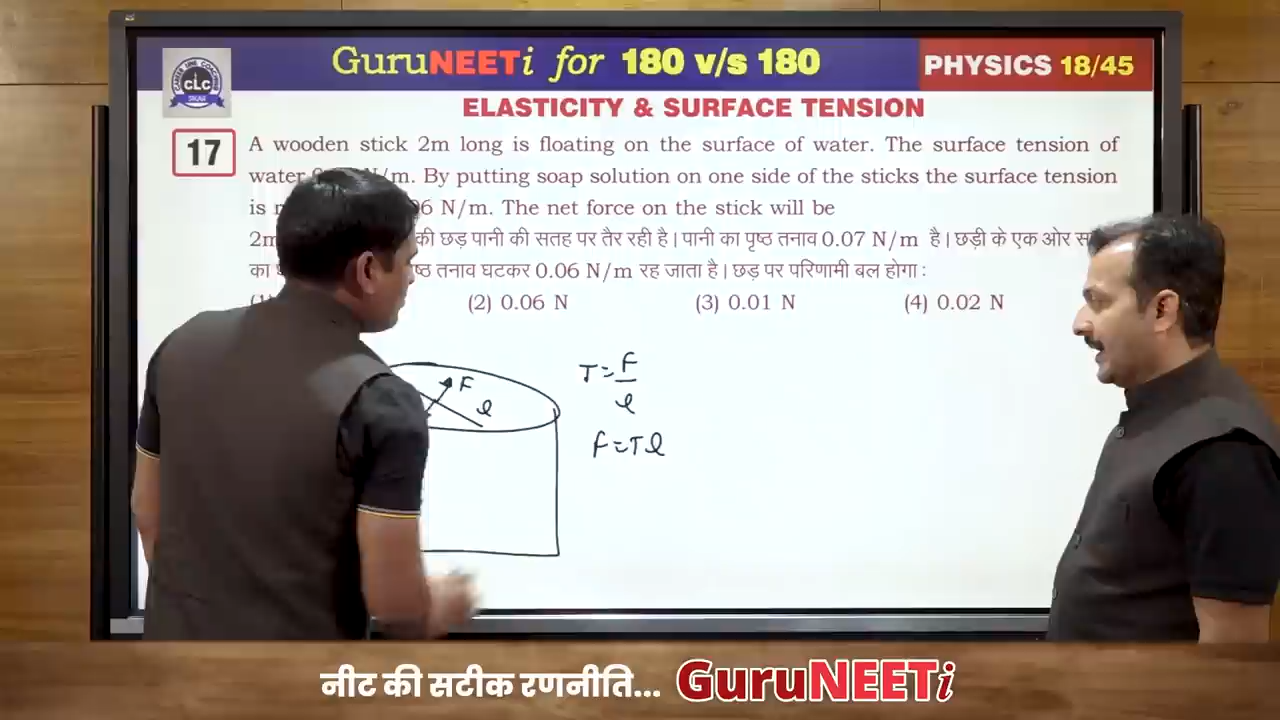 GuruNEETi for 180 v/s 180
PHYSICS 18/45
CLC
SIKAR
ELASTICITY & SURFACE TENSION
17
A wooden stick 2m long is floating on the surface of water. The surface tension of
water N/m. By putting soap solution on one side of the sticks the surface tension
is 6 N/m. The net force on the stick will be
2m की छड़ पानी की सतह पर तैर रही है। पानी का पृष्ठ तनाव 0.07 N/m है। छड़ी के एक ओर
का तनाव घटकर 0.06 N/m रह जाता है। छड़ पर परिणामी बल होगा :
(2) 0.06 N (3) 0.01 N (4) 0.02 N
F
l
T=F/l
F=Tl
नीट की सटीक रणनीति... GuruNEETi